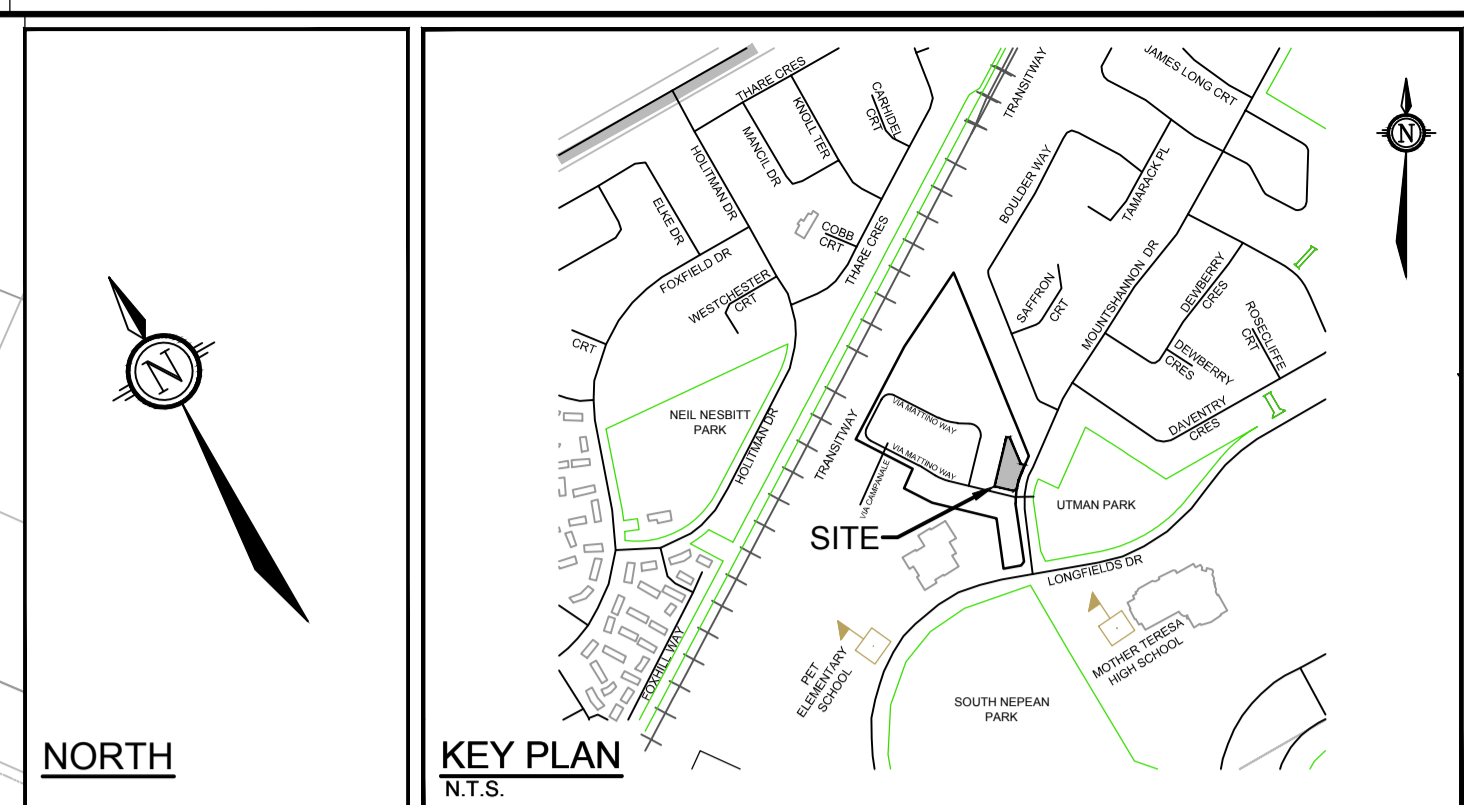 N
NORTH
THARE CRES
CARHIDEL
CRT
KNOLL TER
MANCIL DR
HOLITMAN DR
ELKE DR
COBB
CRT
THARE CRES
FOXFIELD DR
WESTCHESTER
CRT
CRT
TRANSITWAY
JAMES LONG CRT
N
BOULDER WAY
TAMARACK PL
SAFFRON
CRT
MOUNTSHANNON DR
DEWBERRY
CRES
ROSECLIFFE
CRT
DEWBERRY
CRES
DAVENTRY
CRES
NEIL NESBITT
PARK
HOLITMAN DR
TRANSITWAY
VIA MATTINO WAY
VIA MATTINO WAY
VIA CAMPANALE
UTMAN PARK
SITE
LONGFIELDS DR
FOXHILL WAY
PET
ELEMENTARY
SCHOOL
MOTHER TERESA
HIGH SCHOOL
SOUTH NEPEAN
PARK
KEY PLAN
N.T.S.